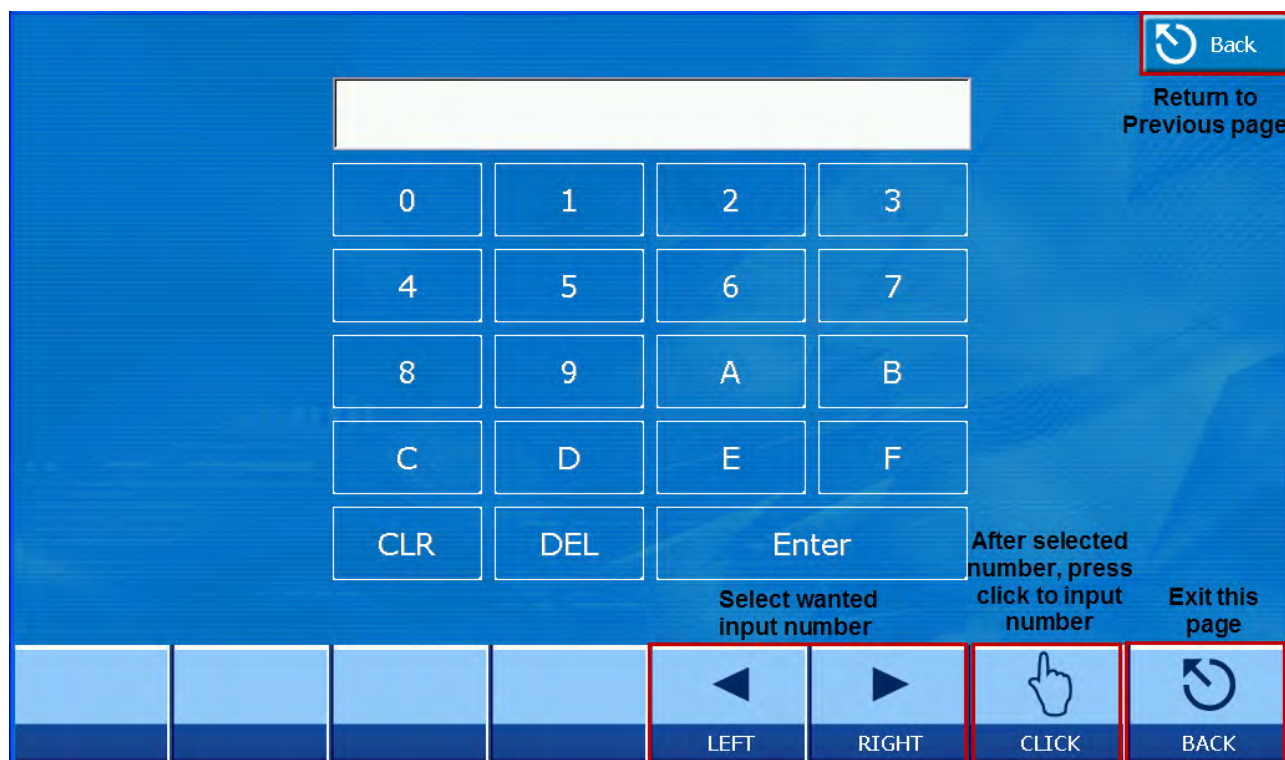 Back
Return to
Previous page
0 1 2 3
4 5 6 7
8 9 A B
C D E F
CLR DEL Enter
After selected
number, press
click to input
number
Select wanted
input number
Exit this
page
LEFT RIGHT CLICK BACK